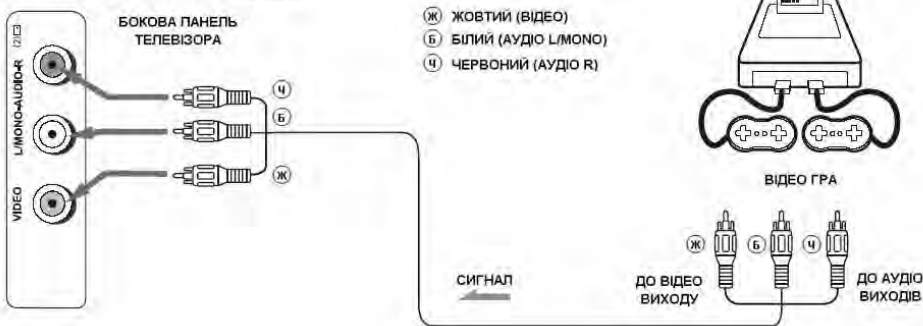 БОКОВА ПАНЕЛЬ
ТЕЛЕВІЗОРА
Ж ЖОВТИЙ (ВІДЕО)
Б БІЛИЙ (АУДІО L/MONO)
Ч ЧЕРВОНИЙ (АУДІО R)
L/MONO-AUDIO-R
VIDEO
Ч
Б
Ж
ВІДЕО ГРА
Ж Б Ч
СИГНАЛ
ДО ВІДЕО
ВИХОДУ
ДО АУДІО
ВИХОДІВ